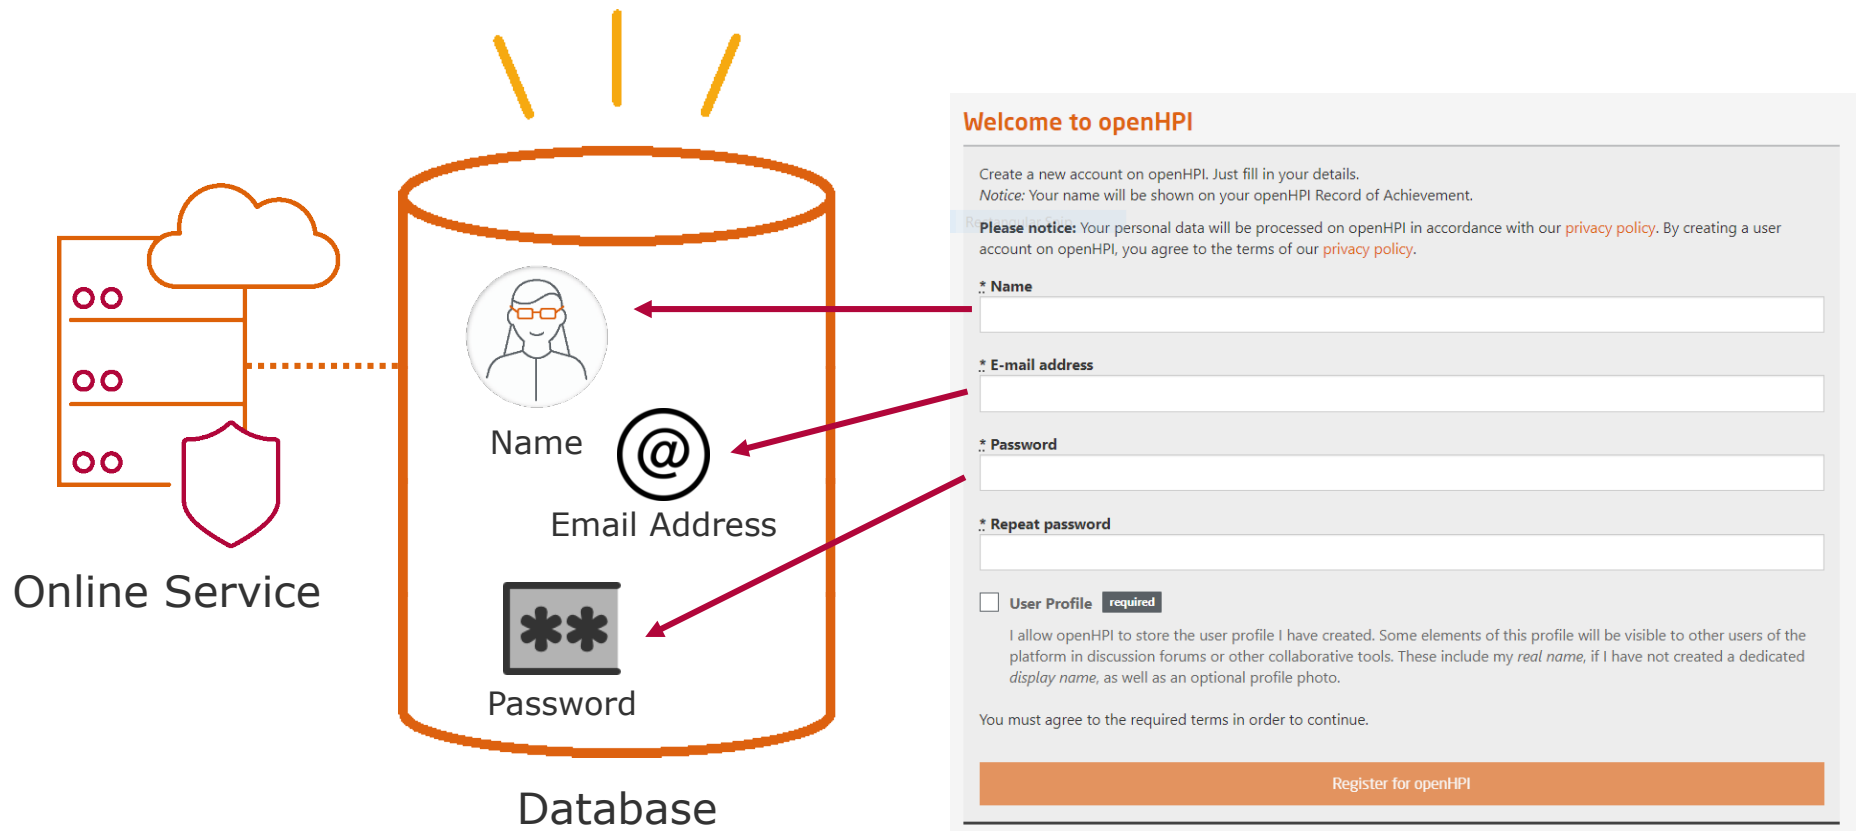 Welcome to openHPI
Create a new account on openHPI. Just fill in your details.
Notice: Your name will be shown on your openHPI Record of Achievement.
Rectangular Snip
Please notice: Your personal data will be processed on openHPI in accordance with our privacy policy. By creating a user
account on openHPI, you agree to the terms of our privacy policy.
* Name
* E-mail address
* Password
* Repeat password
User Profile required
I allow openHPI to store the user profile I have created. Some elements of this profile will be visible to other users of the
platform in discussion forums or other collaborative tools. These include my real name, if I have not created a dedicated
display name, as well as an optional profile photo.
You must agree to the required terms in order to continue.
Register for openHPI
Name
@
Email Address
**
Password
Online Service
Database